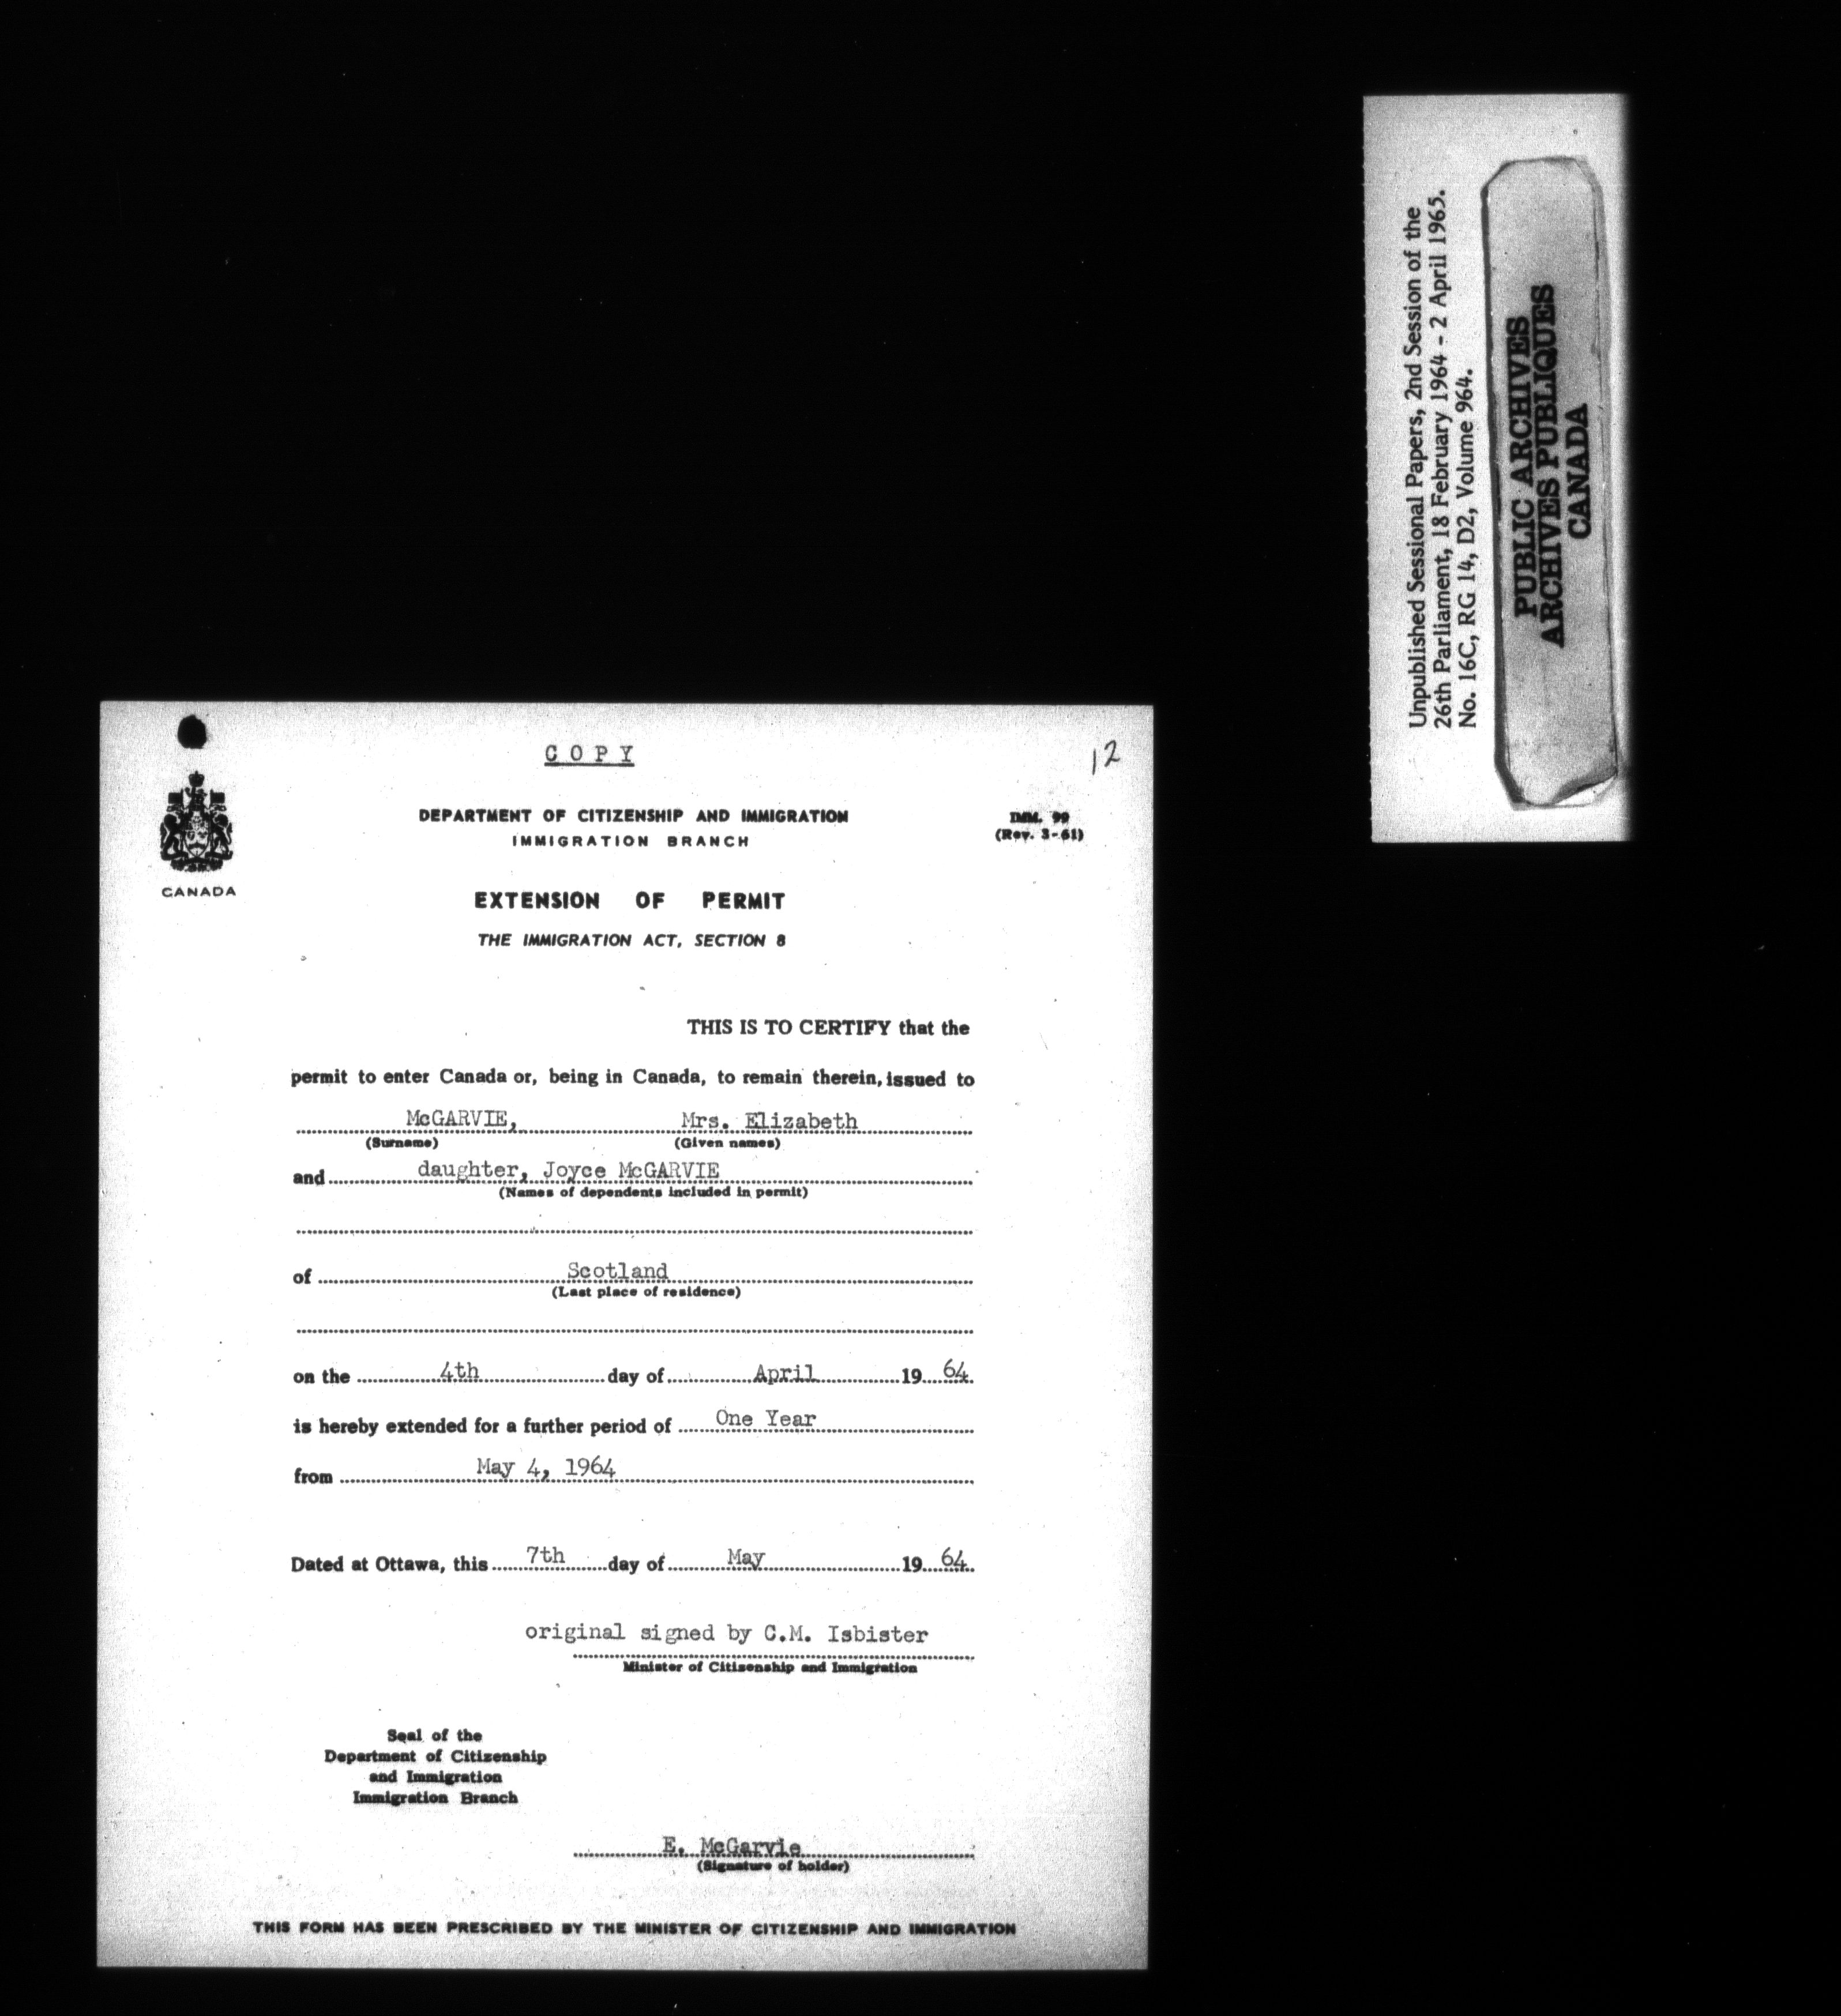 COPY
12
DEPARTMENT OF CITIZENSHIP AND IMMIGRATION
IMMIGRATION BRANCH
IMM. 99
(Rev. 3-61)
CANADA
EXTENSION OF PERMIT
THE IMMIGRATION ACT, SECTION 8
THIS IS TO CERTIFY that the
permit to enter Canada or, being in Canada, to remain therein, issued to
McGARVIE, Mrs. Elizabeth
(Surname) (Given names)
and daughter, Joyce McGARVIE
(Names of dependents included in permit)
of Scotland
(Last place of residence)
on the 4th day of April 19 64
is hereby extended for a further period of One Year
from May 4, 1964
Dated at Ottawa, this 7th day of May 19 64
original signed by C.M. Isbister
Minister of Citizenship and Immigration
Seal of the
Department of Citizenship
and Immigration
Immigration Branch
E. McGarvie
(Signature of holder)
THIS FORM HAS BEEN PRESCRIBED BY THE MINISTER OF CITIZENSHIP AND IMMIGRATION
Unpublished Sessional Papers, 2nd Session of the
26th Parliament, 18 February 1964 - 2 April 1965.
No. 16C, RG 14, D2, Volume 964.
PUBLIC ARCHIVES
ARCHIVES PUBLIQUES
CANADA